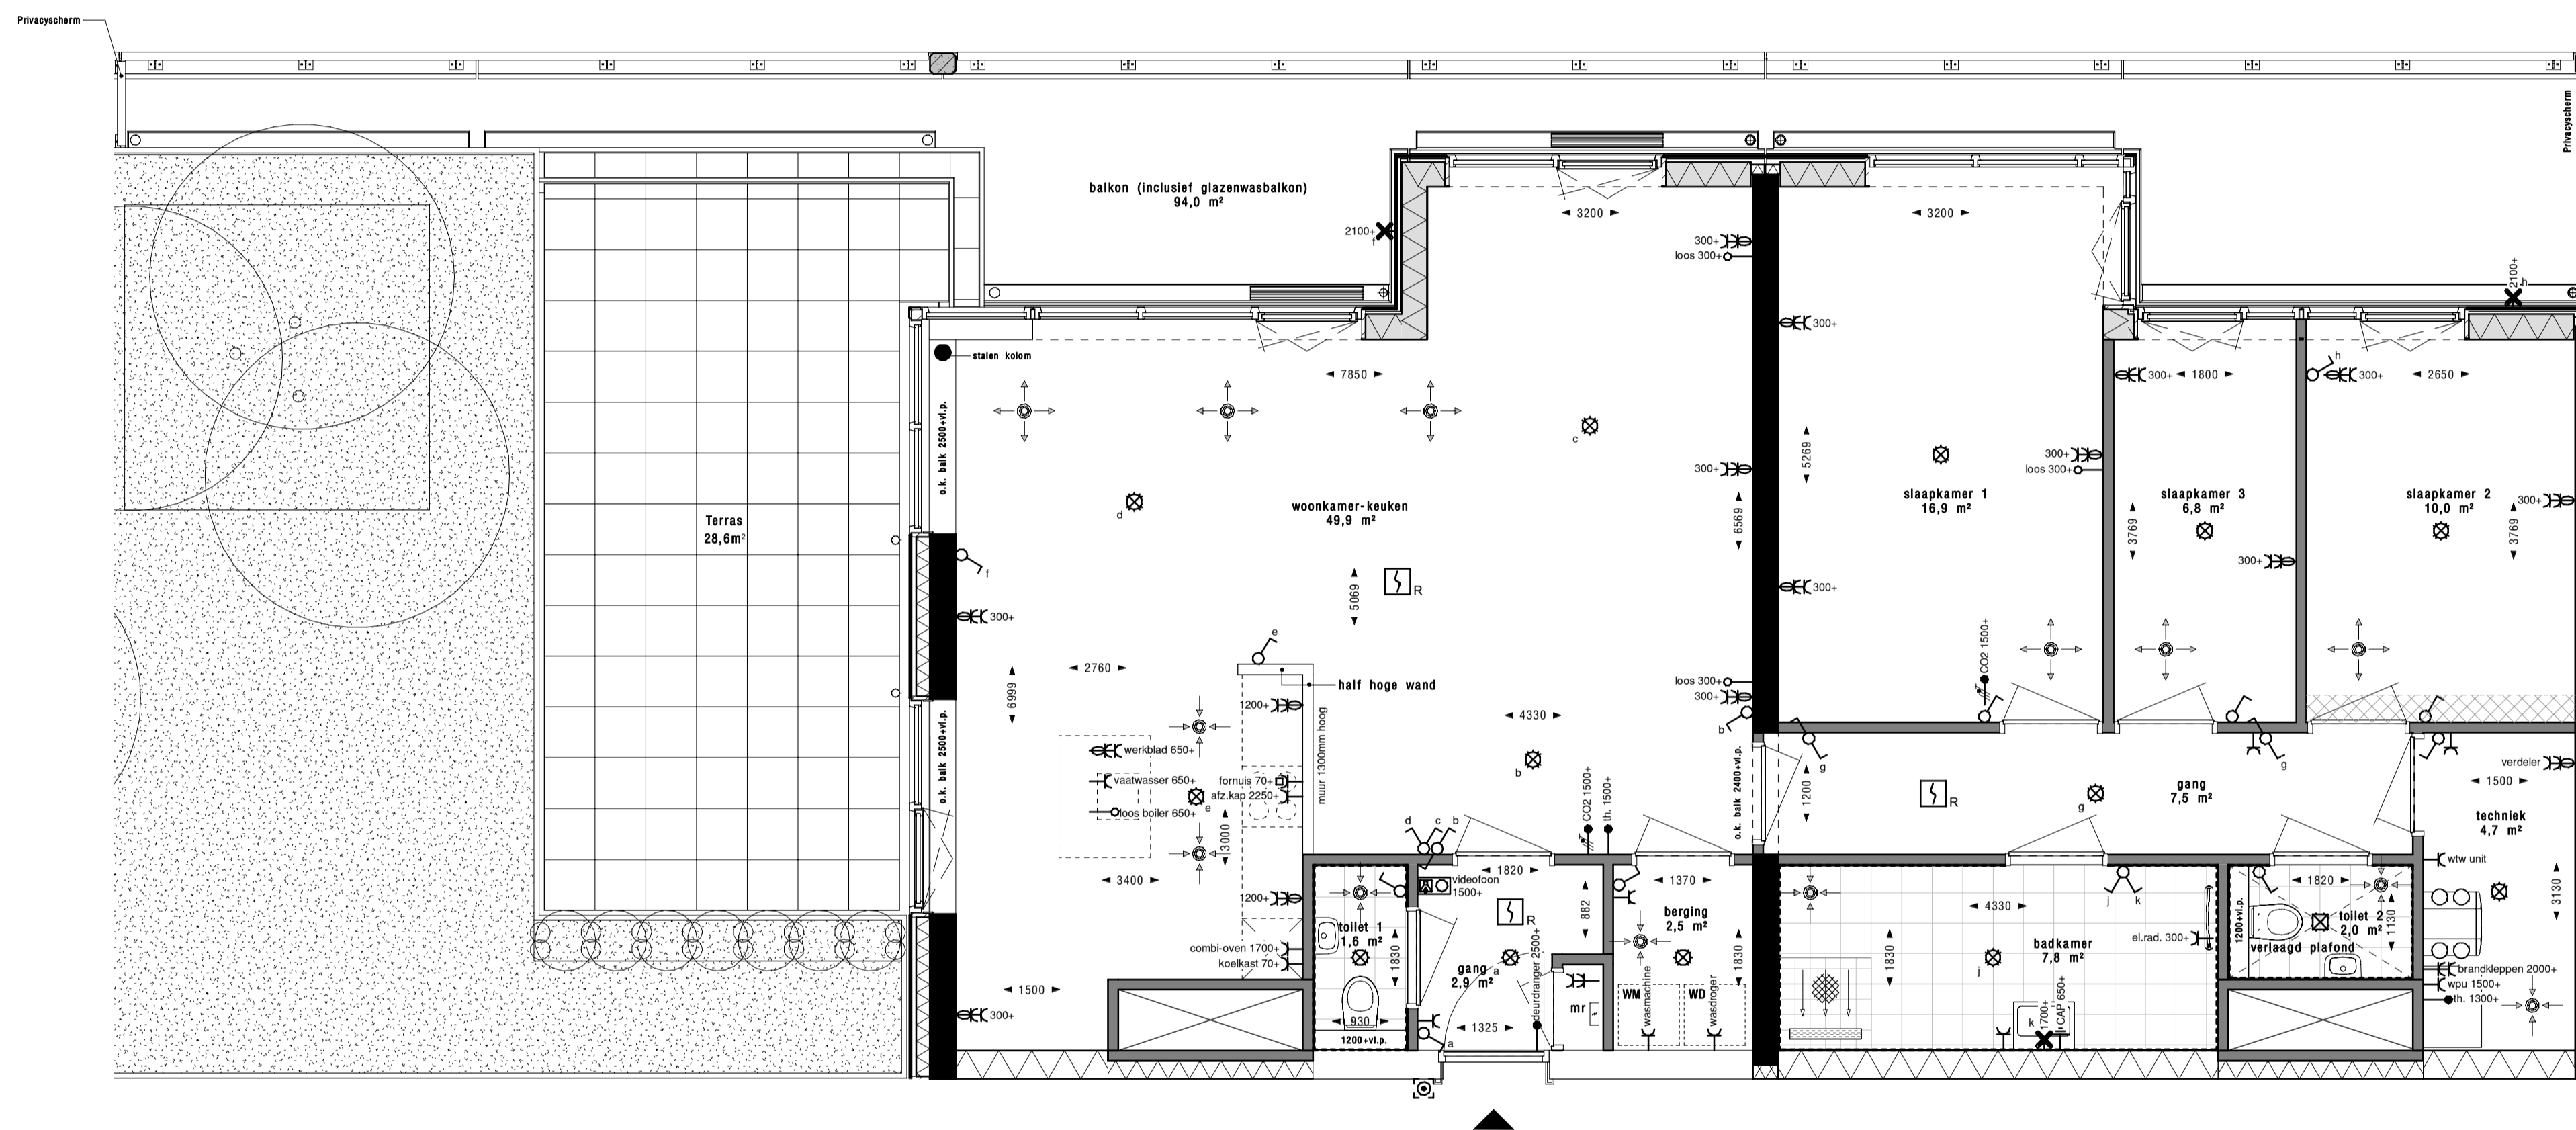 Privacyscherm
Privacyscherm
balkon (inclusief glazenwasbalkon)
94,0 m²
2100+
f
3200
300+
loos 300+
3200
300+
2100+
h
stalen kolom
7850
300+
1800
h
300+
2650
o.k. balk 2500+vl.p.
c
d
woonkamer-keuken
49,9 m²
300+
6569
5269
slaapkamer 1
16,9 m²
300+
loos 300+
slaapkamer 3
6,8 m²
3769
300+
slaapkamer 2
10,0 m²
300+
3769
Terras
28,6m²
f
300+
5069
R
300+
e
2760
6999
half hoge wand
1200+
muur 1300mm hoog
4330
loos 300+
300+
b
CO2 1500+
o.k. balk 2500+vl.p.
werkblad 650+
vaatwasser 650+
loos boiler 650+
e
fornuis 70+
afz.kap 2250+
3000
b
CO2 1500+
th. 1500+
o.k. balk 2400+vl.p.
g
1200
R
g
gang
7,5 m²
g
verdeler
1500
techniek
4,7 m²
3400
1200+
d
c
b
videofoon
1500+
1820
882
1370
wtw unit
3130
combi-oven 1700+
koelkast 70+
toilet 1
1,6 m²
1830
930
1200+vl.p.
R
gang
2,9 m²
a
deurdranger 2500+
1325
a
mr
berging
2,5 m²
1830
WM
wasmachine
WD
wasdroger
4330
1830
j
k
badkamer
7,8 m²
j
el.rad. 300+
k
1700+
CAP 650+
1820
1200+vl.p.
toilet 2
2,0 m²
1130
verlaagd plafond
brandkleppen 2000+
wpu 1500+
th. 1300+
1500
300+